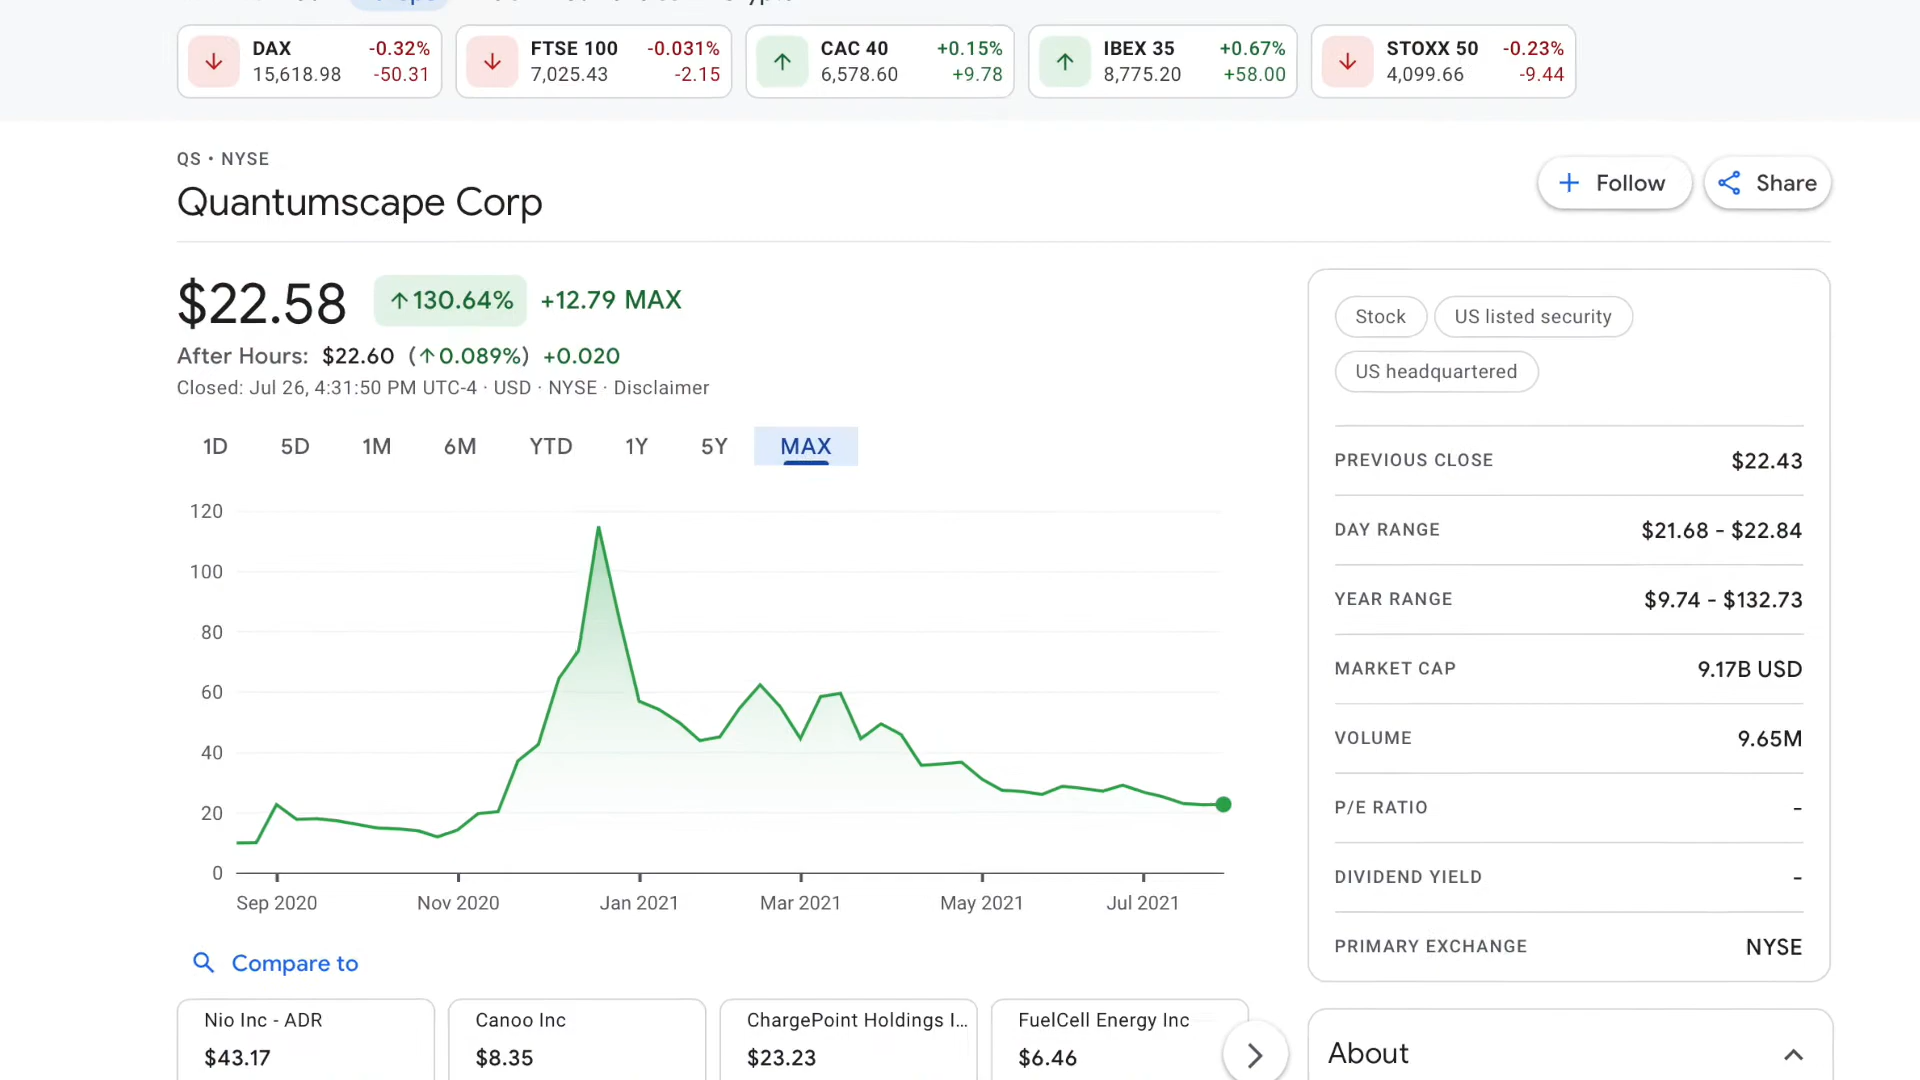 DAX -0.32%
15,618.98 -50.31
FTSE 100 -0.031%
7,025.43 -2.15
CAC 40 +0.15%
6,578.60 +9.78
IBEX 35 +0.67%
8,775.20 +58.00
STOXX 50 -0.23%
4,099.66 -9.44
QS • NYSE
Quantumscape Corp
Follow
Share
$22.58 ↑130.64% +12.79 MAX
After Hours: $22.60 (↑0.089%) +0.020
Closed: Jul 26, 4:31:50 PM UTC-4 · USD · NYSE · Disclaimer
1D 5D 1M 6M YTD 1Y 5Y MAX
120
100
80
60
40
20
0
Sep 2020 Nov 2020 Jan 2021 Mar 2021 May 2021 Jul 2021
Compare to
Nio Inc - ADR
$43.17
Canoo Inc
$8.35
ChargePoint Holdings I...
$23.23
FuelCell Energy Inc
$6.46
Stock
US listed security
US headquartered
PREVIOUS CLOSE $22.43
DAY RANGE $21.68 - $22.84
YEAR RANGE $9.74 - $132.73
MARKET CAP 9.17B USD
VOLUME 9.65M
P/E RATIO -
DIVIDEND YIELD -
PRIMARY EXCHANGE NYSE
About